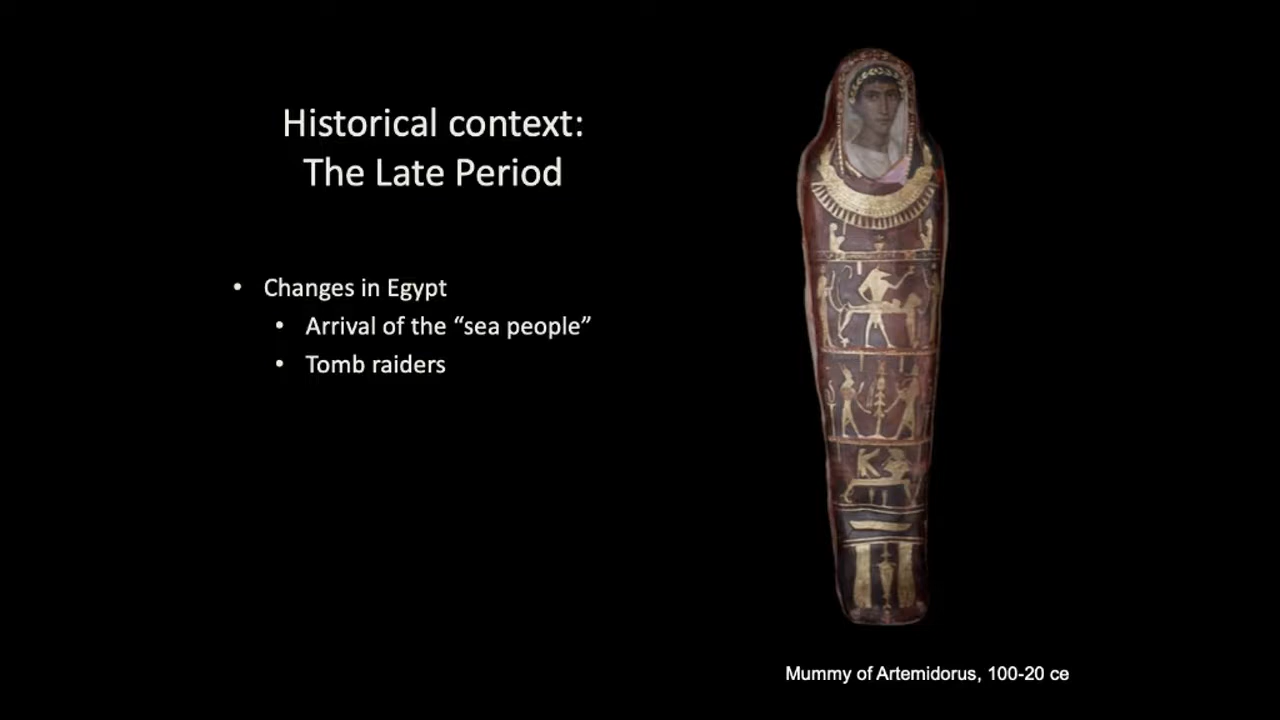 Historical context:
The Late Period
• Changes in Egypt
• Arrival of the “sea people”
• Tomb raiders
Mummy of Artemidorus, 100-20 ce